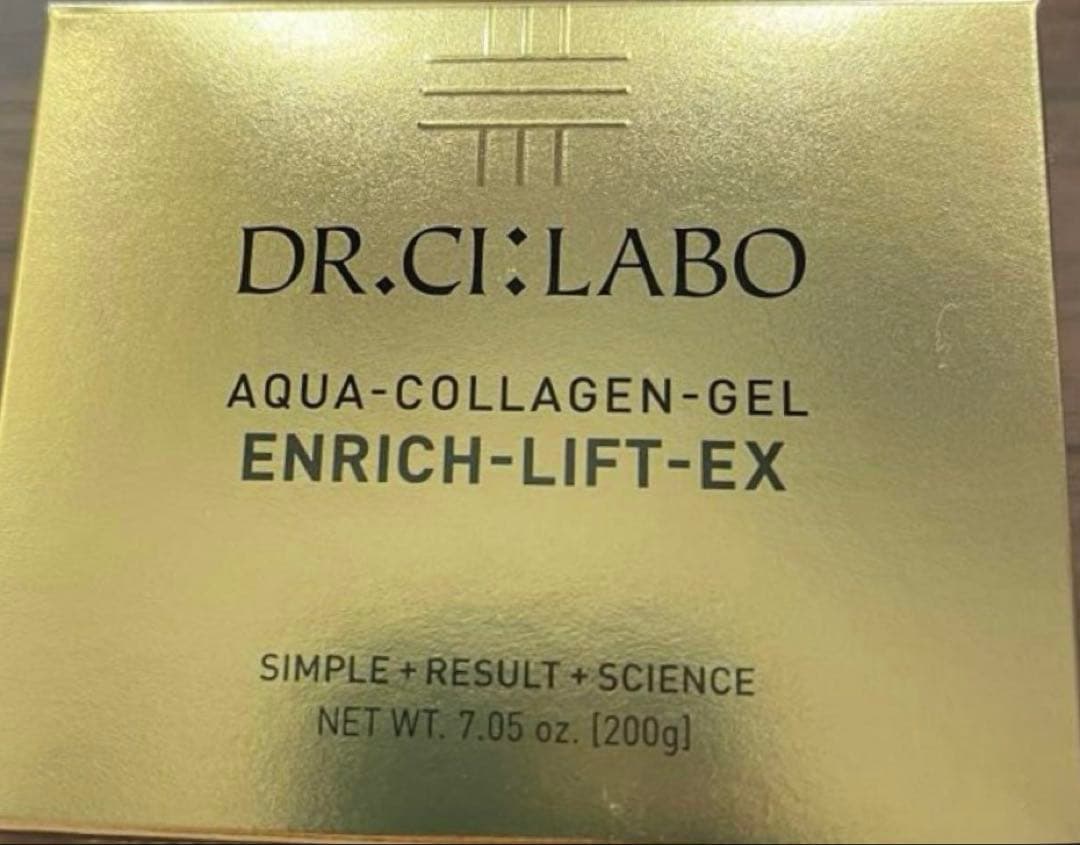 DR.CI:LABO
AQUA-COLLAGEN-GEL
ENRICH-LIFT-EX
SIMPLE + RESULT + SCIENCE
NET WT. 7.05 oz. [200g]